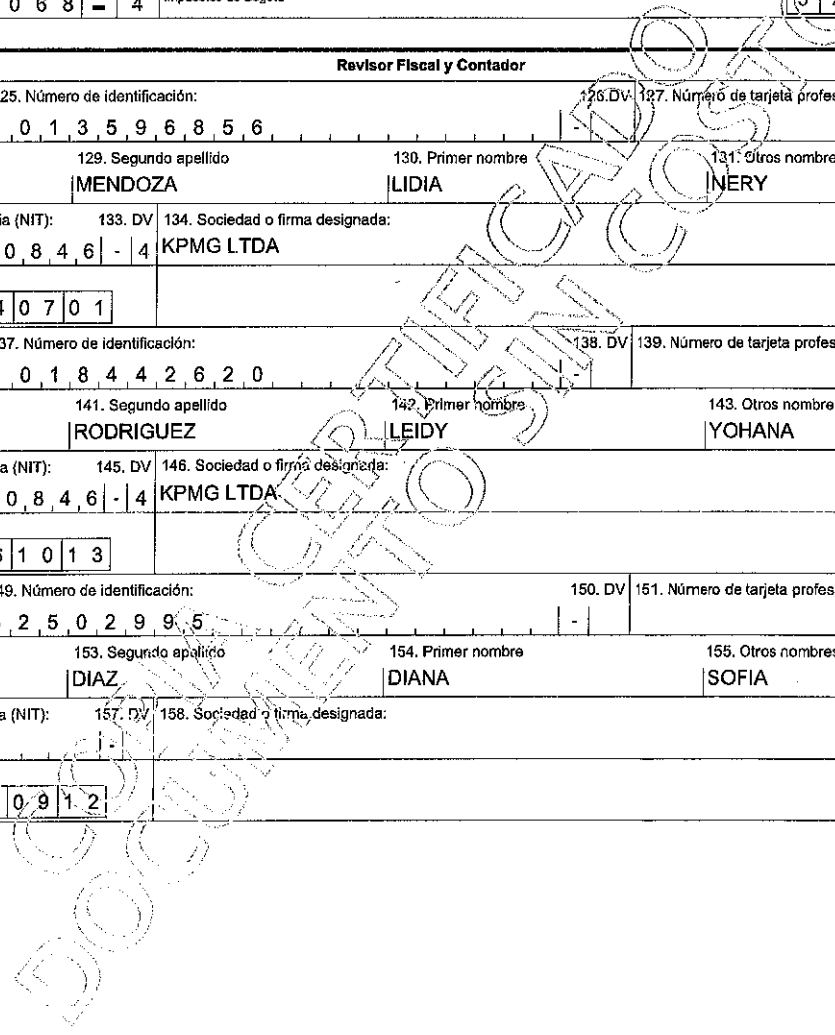 0 6 8 - 4 Impuestos de Bogotá
Revisor Fiscal y Contador
25. Número de identificación: 126. DV 127. Número de tarjeta profes
0 1 3 5 9 6 8 5 6 -
129. Segundo apellido 130. Primer nombre 131. Otros nombre
MENDOZA LIDIA NERY
ia (NIT): 133. DV 134. Sociedad o firma designada:
0 8 4 6 - 4 KPMG LTDA
0 7 0 1
37. Número de identificación: 138. DV 139. Número de tarjeta profes
0 1 8 4 4 2 6 2 0 -
141. Segundo apellido 142. Primer nombre 143. Otros nombre
RODRIGUEZ LEIDY YOHANA
a (NIT): 145. DV 146. Sociedad o firma designada:
0 8 4 6 - 4 KPMG LTDA
1 0 1 3
49. Número de identificación: 150. DV 151. Número de tarjeta profes
2 5 0 2 9 9 5 -
153. Segundo apellido 154. Primer nombre 155. Otros nombres
DIAZ DIANA SOFIA
a (NIT): 157. DV 158. Sociedad o firma designada:
-
0 9 1 2
COPIA CERTIFICADO
DOCUMENTO SIN COSTO